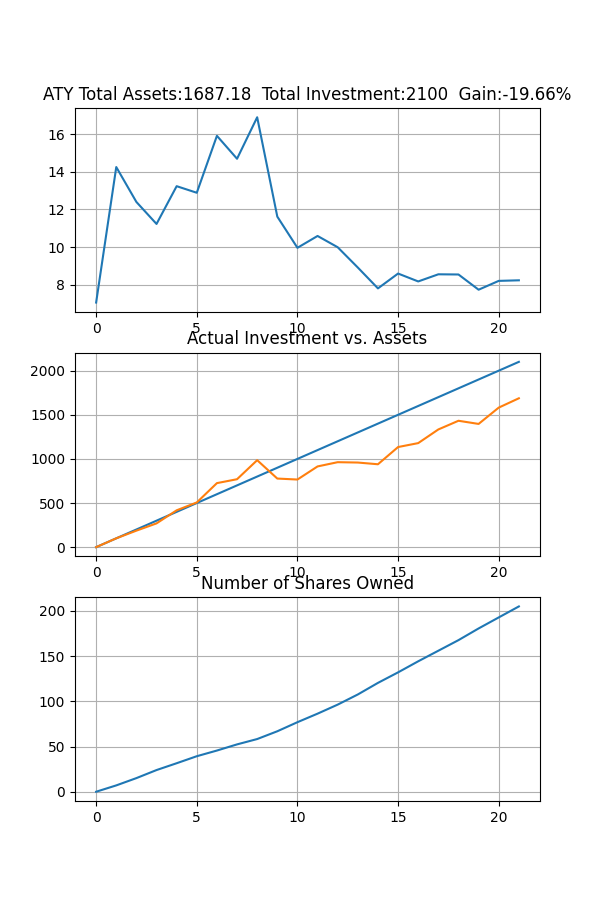 ATY Total Assets:1687.18  Total Investment:2100  Gain:-19.66%
16
14
12
10
8
0 5 10 15 20
Actual Investment vs. Assets
2000
1500
1000
500
0
0 5 10 15 20
Number of Shares Owned
200
150
100
50
0
0 5 10 15 20